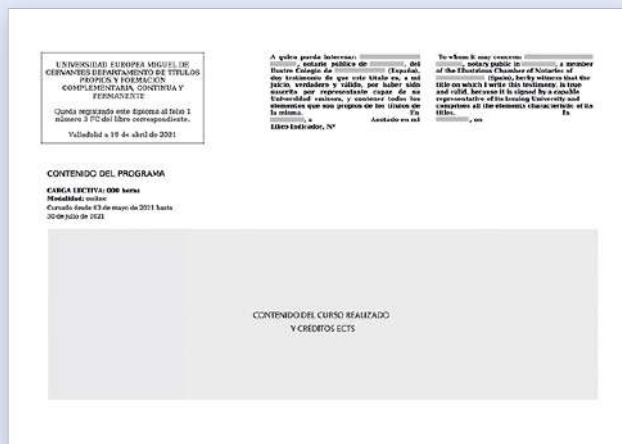 UNIVERSIDAD EUROPEA MIGUEL DE
CERVANTES DEPARTAMENTO DE TÍTULOS
PROPIOS Y FORMACIÓN
COMPLEMENTARIA, CONTINUA Y
PERMANENTE
Queda registrado este diploma al folio 1
número 3 FC del libro correspondiente.
Valladolid a 19 de abril de 2021
A quien pueda interesar:
, notario público de , del
Ilustre Colegio de (España),
doy testimonio de que este título es, a mi
juicio, verdadero y válido, por haber sido
suscrito por representante capaz de su
Universidad emisora, y contener todos los
elementos que son propios de los títulos de
la misma. En
, a Anotado en mi
Libro Indicador, Nº
To whom it may concern:
, notary public in , a member
of the Illustrious Chamber of Notaries of
(Spain), herby witness that the
title on which I write this testimony, is true
and valid, because it is signed by a capable
representative of its issuing University and
comprises all the elements characteristic of its
titles. In
, on
CONTENIDO DEL PROGRAMA
CARGA LECTIVA: 000 horas
Modalidad: online
Cursado desde 03 de mayo de 2021 hasta
30 de julio de 2021
CONTENIDO DEL CURSO REALIZADO
Y CRÉDITOS ECTS